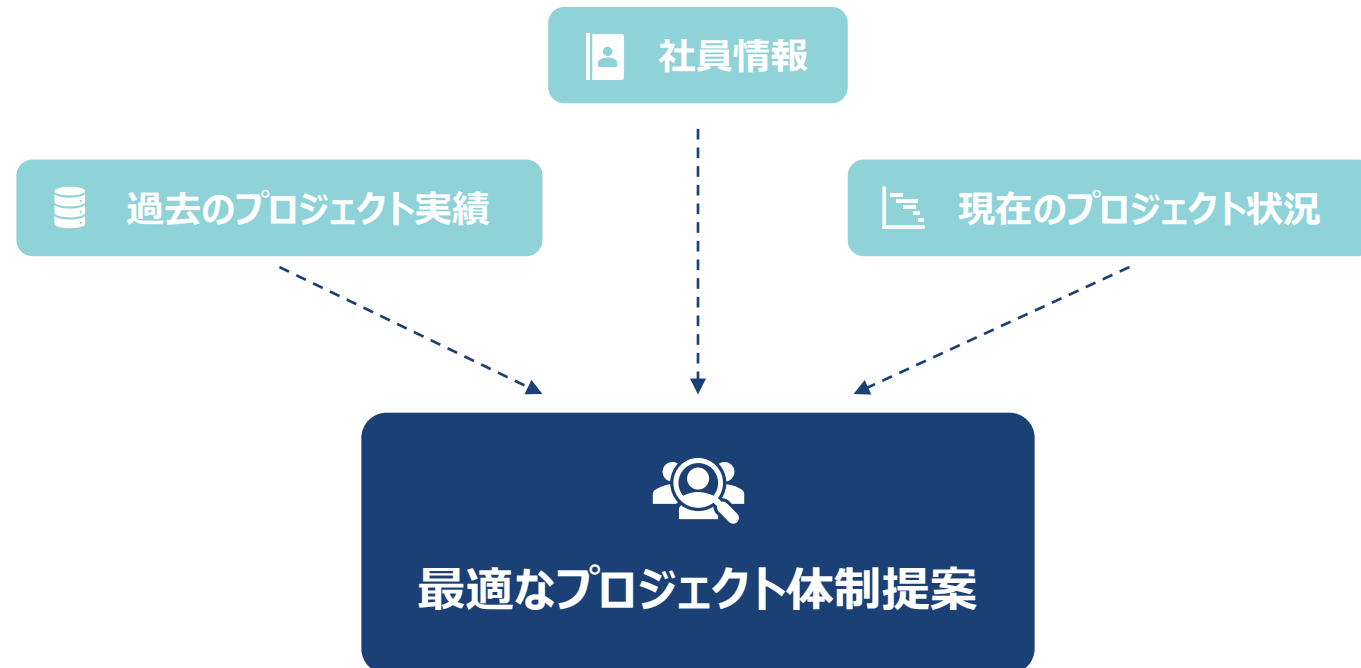 社員情報
過去のプロジェクト実績
現在のプロジェクト状況
最適なプロジェクト体制提案